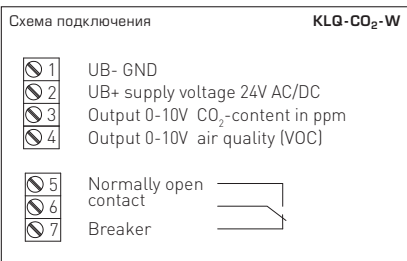 Схема подключения KLQ-CO₂-W
1 UB- GND
2 UB+ supply voltage 24V AC/DC
3 Output 0-10V CO₂-content in ppm
4 Output 0-10V air quality (VOC)
5 Normally open
6 contact
7 Breaker